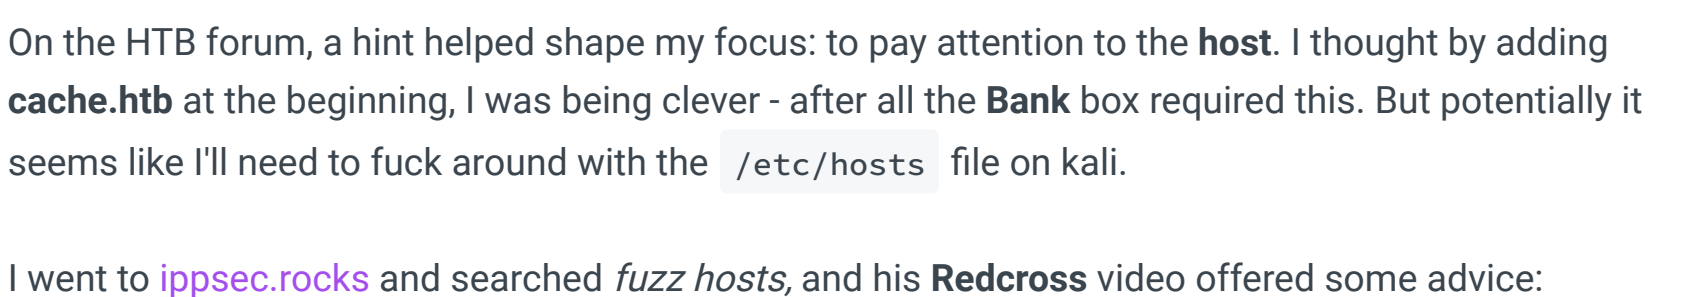 On the HTB forum, a hint helped shape my focus: to pay attention to the host. I thought by adding
cache.htb at the beginning, I was being clever - after all the Bank box required this. But potentially it
seems like I'll need to fuck around with the /etc/hosts file on kali.
I went to ippsec.rocks and searched fuzz hosts, and his Redcross video offered some advice: